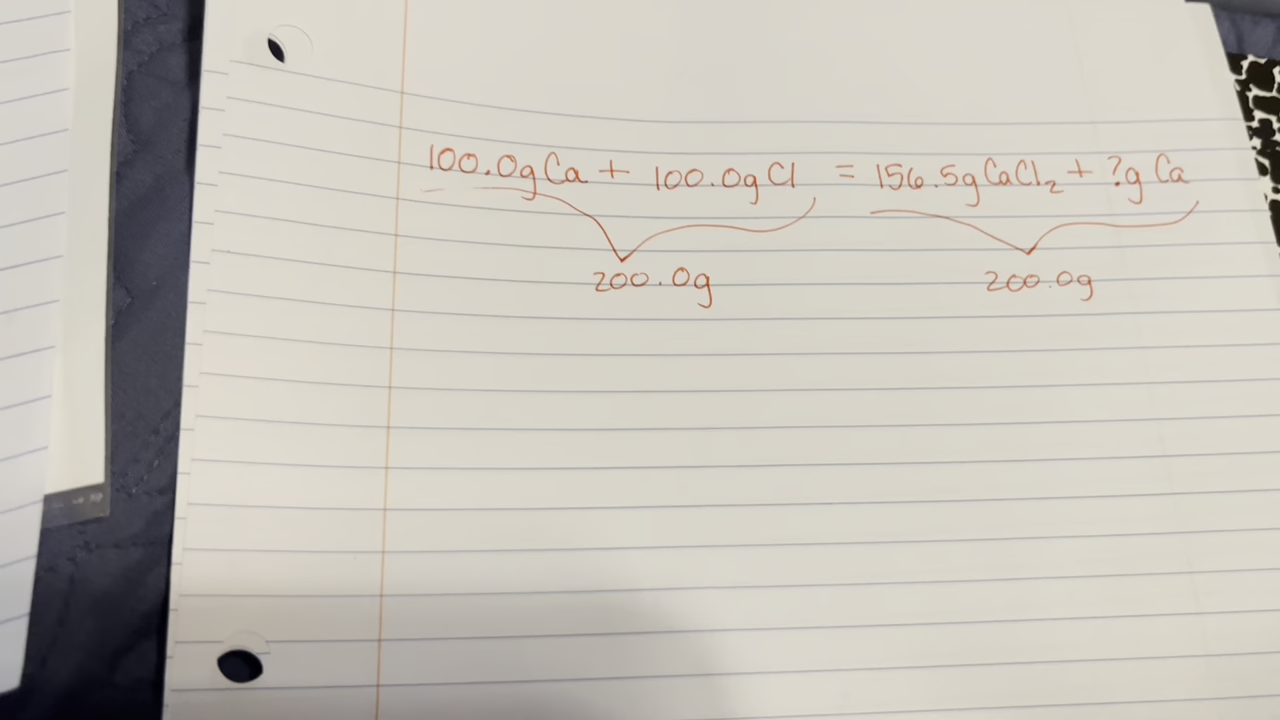 100.0g Ca + 100.0g Cl = 156.5g CaCl₂ + ?g Ca
200.0g 200.0g